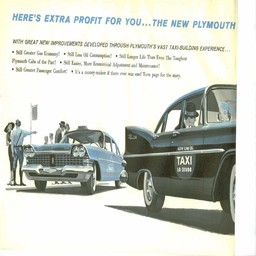 HERE'S EXTRA PROFIT FOR YOU...THE NEW PLYMOUTH
WITH GREAT NEW IMPROVEMENTS DEVELOPED THROUGH PLYMOUTH'S VAST TAXI-BUILDING EXPERIENCE...
• Still Greater Gas Economy! • Still Less Oil Consumption! • Still Longer Life Than Even The Toughest
Plymouth Cabs of the Past! • Still Easier, More Economical Adjustment and Maintenance!
• Still Greater Passenger Comfort! • It's a money-maker if there ever was one! Turn page for the story.
TAXI